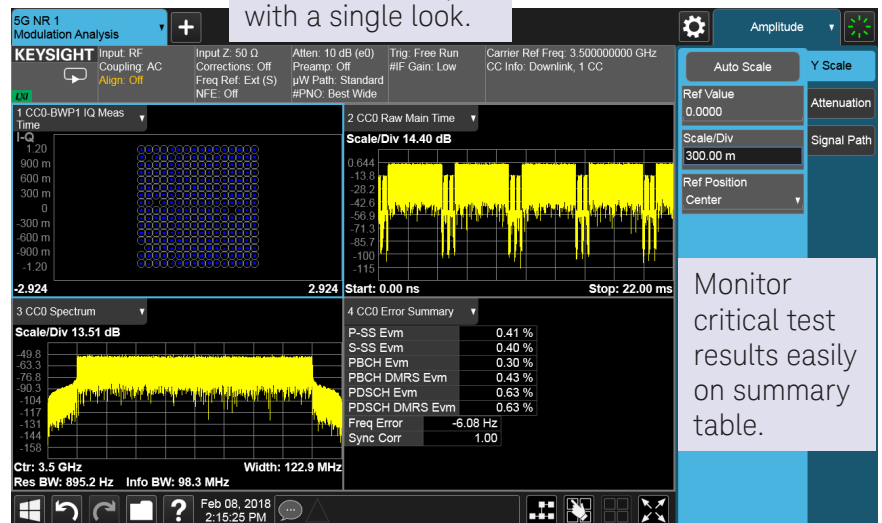 with a single look.
5G NR 1
Modulation Analysis
+
Amplitude
KEYSIGHT
LXI
Input: RF
Coupling: AC
Align: Off
Input Z: 50 Ω
Corrections: Off
Freq Ref: Ext (S)
NFE: Off
Atten: 10 dB (e0)
Preamp: Off
µW Path: Standard
#PNO: Best Wide
Trig: Free Run
#IF Gain: Low
Carrier Ref Freq: 3.500000000 GHz
CC Info: Downlink, 1 CC
Auto Scale
Y Scale
Ref Value
0.0000
Attenuation
Scale/Div
300.00 m
Signal Path
Ref Position
Center
1 CC0-BWP1 IQ Meas
Time
I-Q
1.20
900 m
600 m
300 m
0
-300 m
-600 m
-900 m
-1.20
-2.924
2.924
2 CC0 Raw Main Time
Scale/Div 14.40 dB
0.644
-13.8
-28.2
-42.6
-56.9
-71.3
-85.7
-100
-115
Start: 0.00 ns
Stop: 22.00 ms
3 CC0 Spectrum
Scale/Div 13.51 dB
-49.8
-63.3
-76.8
-90.3
-104
-117
-131
-144
-158
Ctr: 3.5 GHz
Width: 122.9 MHz
Res BW: 895.2 Hz Info BW: 98.3 MHz
4 CC0 Error Summary
P-SS Evm 0.41 %
S-SS Evm 0.40 %
PBCH Evm 0.30 %
PBCH DMRS Evm 0.43 %
PDSCH Evm 0.63 %
PDSCH DMRS Evm 0.63 %
Freq Error -6.08 Hz
Sync Corr 1.00
Monitor
critical test
results easily
on summary
table.
?
Feb 08, 2018
2:15:25 PM